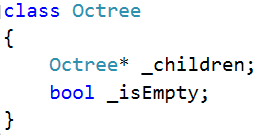 class Octree
{
    Octree* _children;
    bool _isEmpty;
}